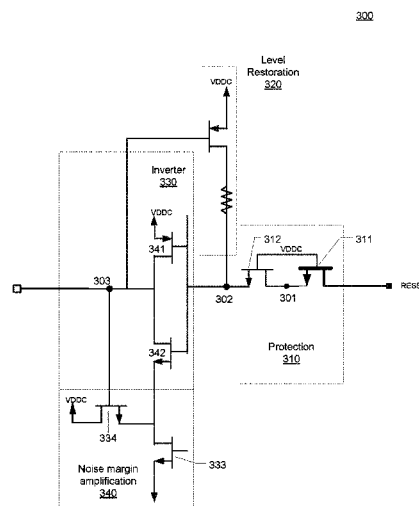 300
Level
Restoration
320
VDDC
Inverter
330
VDDC
341
312
VDDC
311
303
302
301
RESE
342
Protection
310
VDDC
334
333
Noise margin
amplification
340